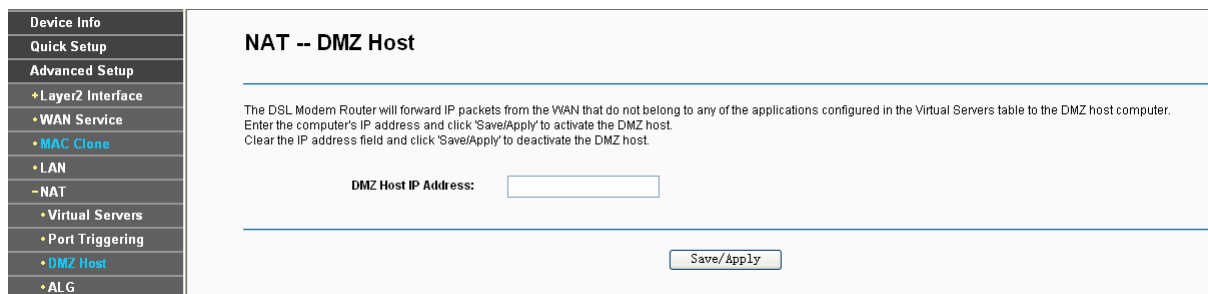 Device Info
Quick Setup
Advanced Setup
+Layer2 Interface
•WAN Service
•MAC Clone
•LAN
-NAT
•Virtual Servers
•Port Triggering
•DMZ Host
•ALG
NAT -- DMZ Host
The DSL Modem Router will forward IP packets from the WAN that do not belong to any of the applications configured in the Virtual Servers table to the DMZ host computer.
Enter the computer's IP address and click 'Save/Apply' to activate the DMZ host.
Clear the IP address field and click 'Save/Apply' to deactivate the DMZ host.
DMZ Host IP Address:
Save/Apply